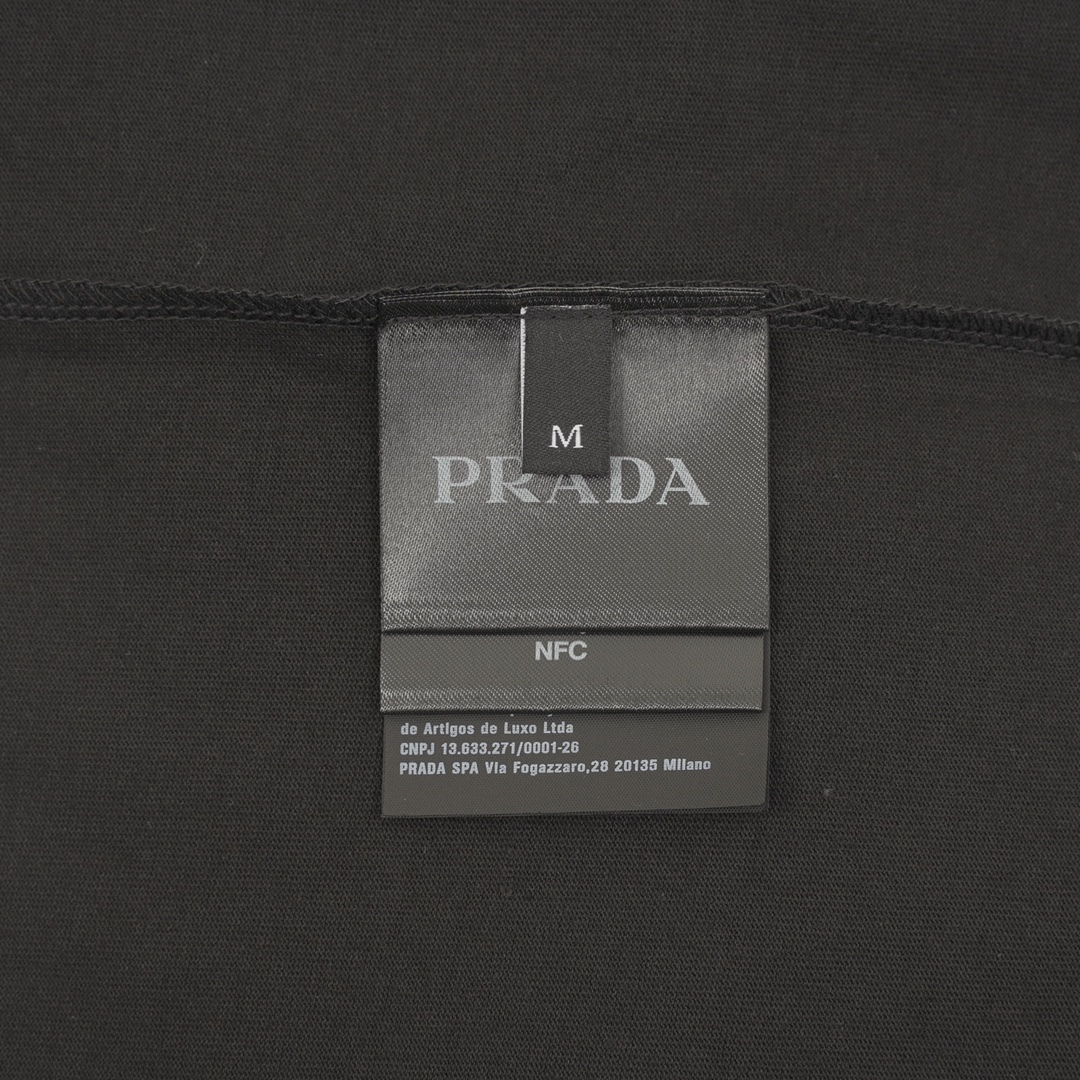 M
PRADA
NFC
de Artigos de Luxo Ltda
CNPJ 13.633.271/0001-26
PRADA SPA Via Fogazzaro,28 20135 Milano